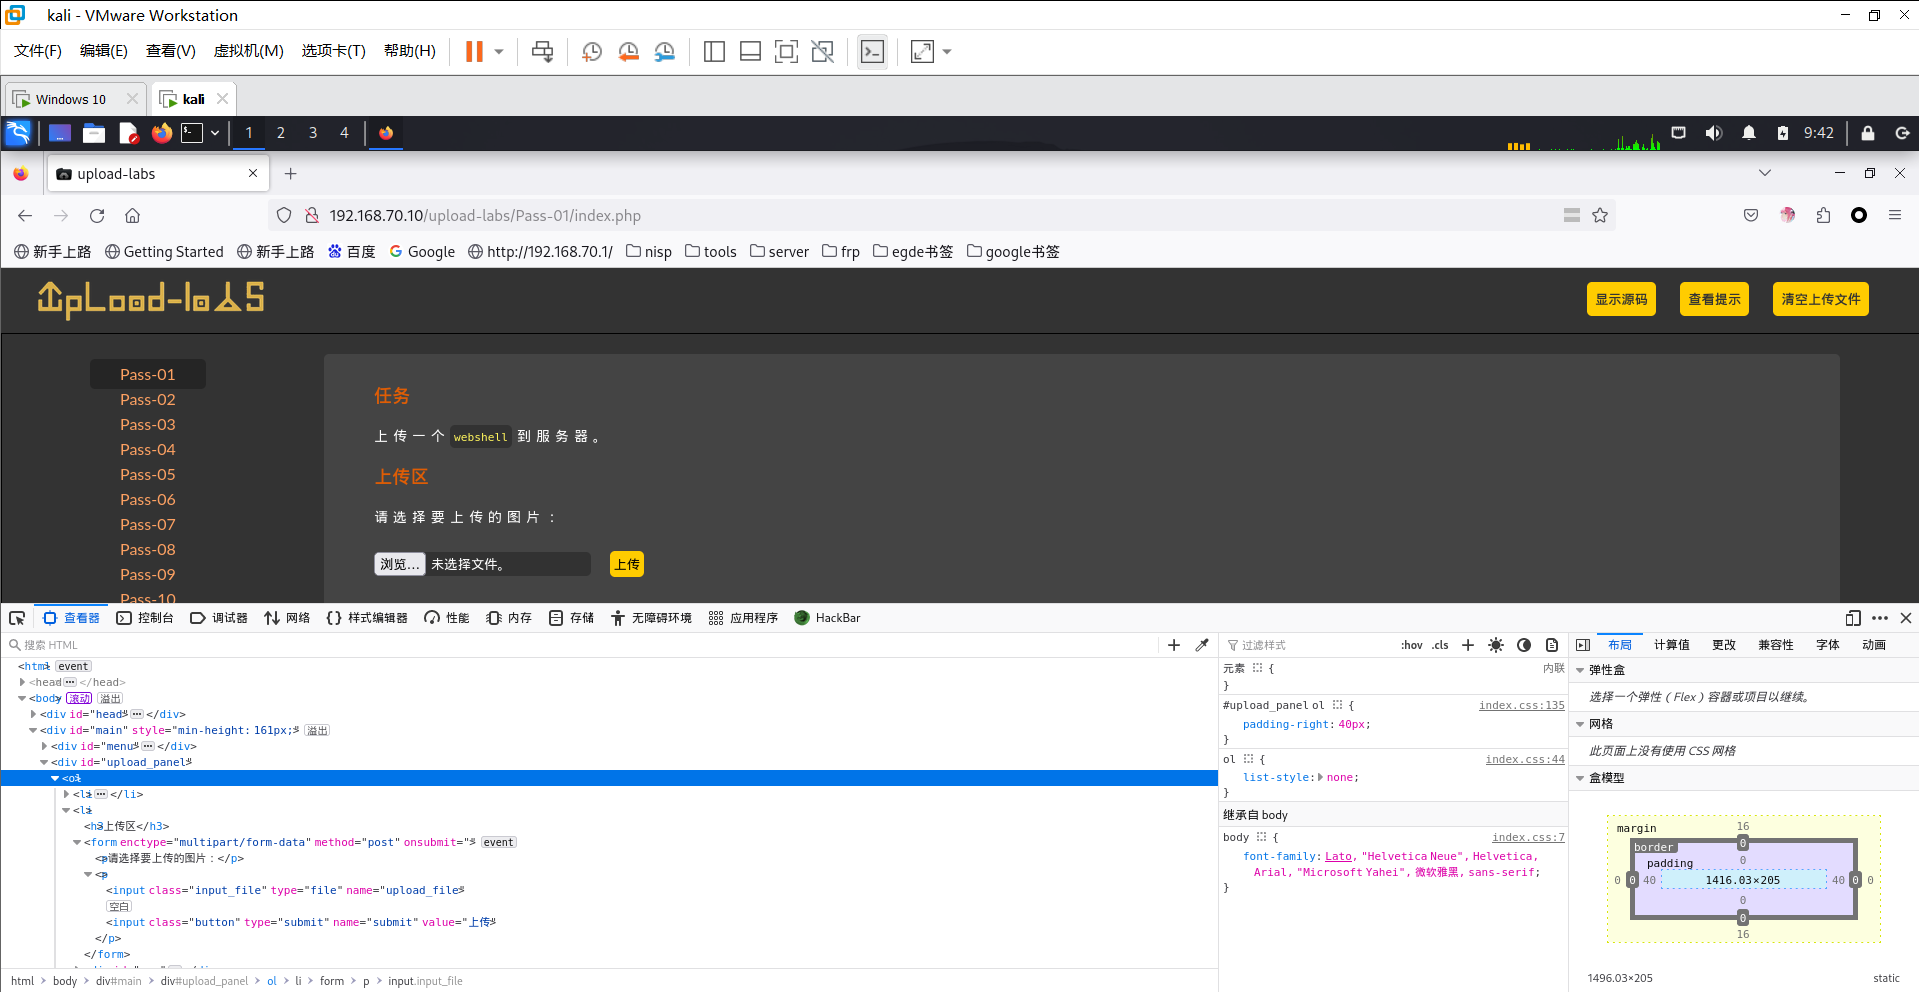 kali - VMware Workstation
文件(F) 编辑(E) 查看(V) 虚拟机(M) 选项卡(T) 帮助(H)
Windows 10 kali
1 2 3 4 9:42
upload-labs
192.168.70.10/upload-labs/Pass-01/index.php
新手上路 Getting Started 新手上路 百度 Google http://192.168.70.1/ nisp tools server frp egde书签 google书签
UpLoad-labs 显示源码 查看提示 清空上传文件
Pass-01
Pass-02
Pass-03
Pass-04
Pass-05
Pass-06
Pass-07
Pass-08
Pass-09
Pass-10
任务
上传一个 webshell 到服务器。
上传区
请选择要上传的图片：
浏览... 未选择文件。 上传
查看器 控制台 调试器 网络 样式编辑器 性能 内存 存储 无障碍环境 应用程序 HackBar
搜索 HTML
<html> event
<head> ··· </head>
<body> 滚动 溢出
<div id="head"> ··· </div>
<div id="main" style="min-height: 161px;"> 溢出
<div id="menu"> ··· </div>
<div id="upload_panel">
<ol>
<li> ··· </li>
<li>
<h3>上传区</h3>
<form enctype="multipart/form-data" method="post" onsubmit=""> event
<p>请选择要上传的图片：</p>
<p>
<input class="input_file" type="file" name="upload_file">
空白
<input class="button" type="submit" name="submit" value="上传">
</p>
</form>
html body div#main div#upload_panel ol li form p input.input_file
过滤样式 :hov .cls
元素 { 内联
}
#upload_panel ol { index.css:135
padding-right: 40px;
}
ol { index.css:44
list-style: none;
}
继承自 body
body { index.css:7
font-family: Lato, "Helvetica Neue", Helvetica,
Arial, "Microsoft Yahei", 微软雅黑, sans-serif;
}
布局 计算值 更改 兼容性 字体 动画
弹性盒
选择一个弹性（Flex）容器或项目以继续。
网格
此页面上没有使用 CSS 网格
盒模型
margin 16
border 0
padding 0
0 0 40 1416.03×205 40 0 0
0
0
16
1496.03×205 static